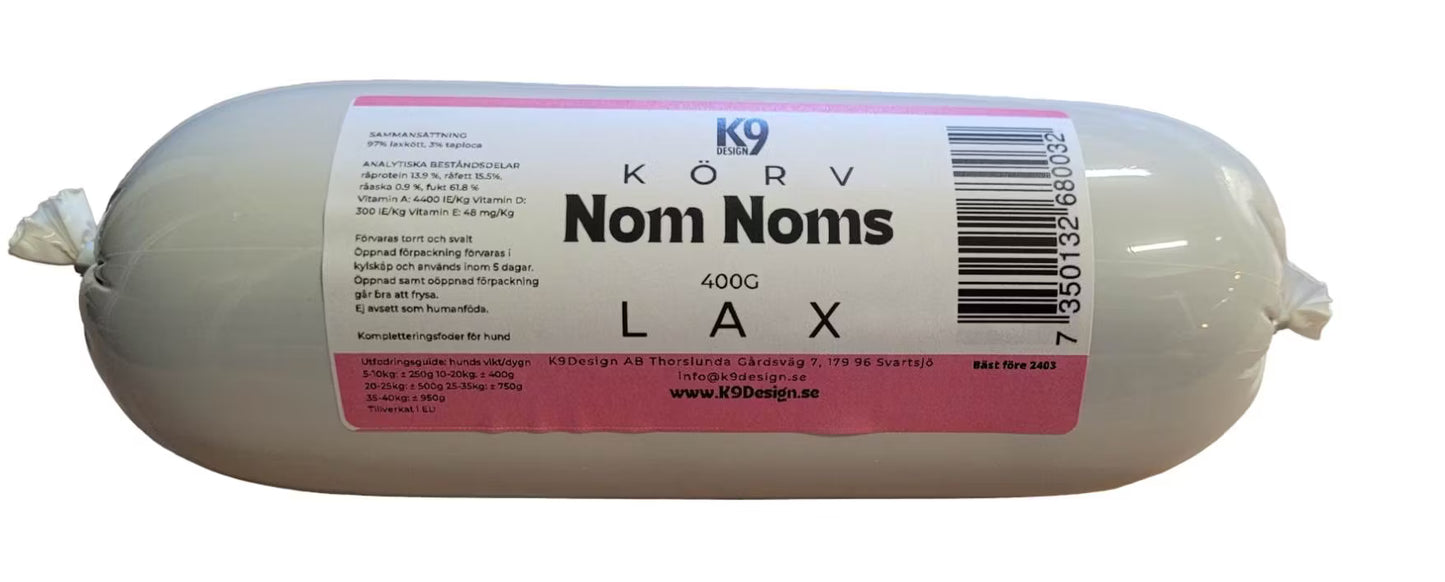 SAMMANSÄTTNING
97% laxkött, 3% tapioca
ANALYTISKA BESTÅNDSDELAR
råprotein 13.9 %, råfett 15.5%,
råaska 0.9 %, fukt 61.8 %
Vitamin A: 4400 IE/Kg Vitamin D:
300 IE/Kg Vitamin E: 48 mg/Kg
Förvaras torrt och svalt
Öppnad förpackning förvaras i
kylskåp och används inom 5 dagar.
Öppnad samt oöppnad förpackning
går bra att frysa.
Ej avsett som humanföda.
Kompletteringsfoder för hund
Utfodringsguide: hunds vikt/dygn
5-10kg: ± 250g 10-20kg: ± 400g
20-25kg: ± 500g 25-35kg: ± 750g
35-40kg: ± 950g
Tillverkat i EU
K9
DESIGN
KÖRV
Nom Noms
400G
LAX
K9Design AB Thorslunda Gårdsväg 7, 179 96 Svartsjö
info@k9design.se
www.K9Design.se
7 350132 680032
Bäst före 2403